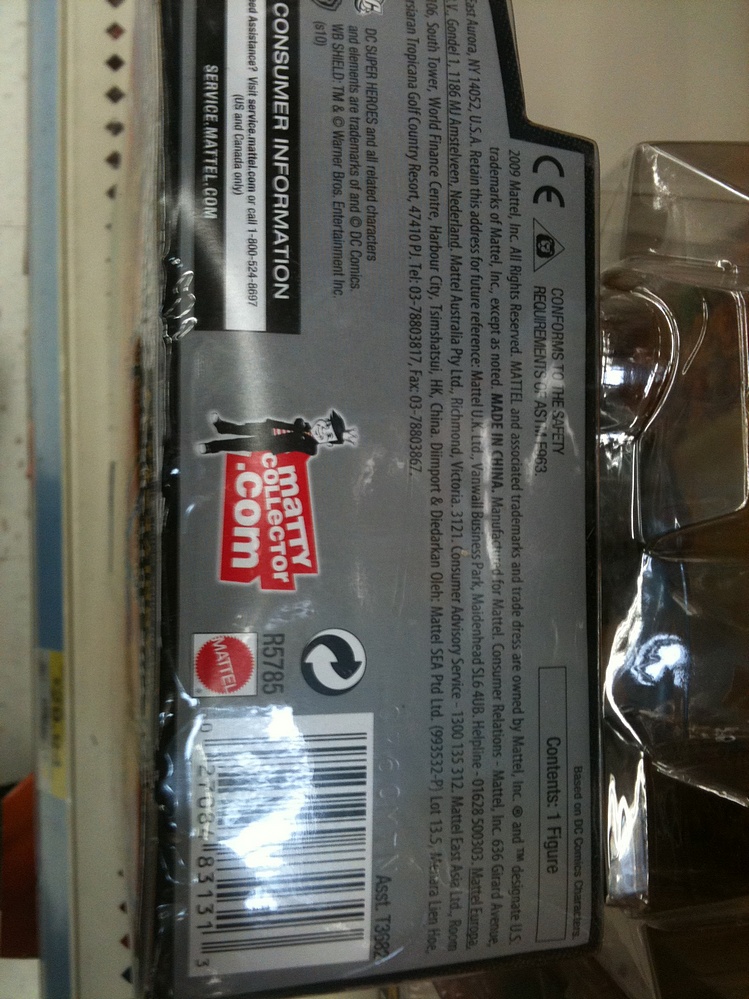 Based on DC Comics Characters.
Contents: 1 Figure
CE
CONFORMS TO THE SAFETY
REQUIREMENTS OF ASTM F963.
2009 Mattel, Inc. All Rights Reserved. MATTEL and associated trademarks and trade dress are owned by Mattel, Inc. ® and ™ designate U.S.
trademarks of Mattel, Inc., except as noted. MADE IN CHINA. Manufactured for Mattel. Consumer Relations - Mattel, Inc. 636 Girard Avenue,
East Aurora, NY 14052, U.S.A. Retain this address for future reference: Mattel U.K. Ltd., Vanwall Business Park, Maidenhead SL6 4UB. Helpline - 01628 500303. Mattel Europa,
.V. Gondel 1, 1186 MJ Amstelveen, Nederland. Mattel Australia Pty Ltd., Richmond, Victoria. 3121. Consumer Advisory Service - 1300 135 312. Mattel East Asia Ltd., Room
South Tower, World Finance Centre, Harbour City, Tsimshatsui, HK, China. Diimport & Diedarkan Oleh: Mattel SEA Ptd Ltd. (993532-P) Lot 13.5, Menara Lien Hoe,
Tropicana Golf Country Resort, 47410 PJ. Tel: 03-78803817, Fax: 03-78803867.
DC SUPER HEROES and all related characters
and elements are trademarks of and © DC Comics.
WB SHIELD: TM & © Warner Bros. Entertainment Inc.
(s10)
CONSUMER INFORMATION
Assistance? Visit service.mattel.com or call 1-800-524-8697
(US and Canada only)
SERVICE.MATTEL.COM
matty
collector
.com
R5785
MATTEL
Asst. T3982
0 27084 83131 3